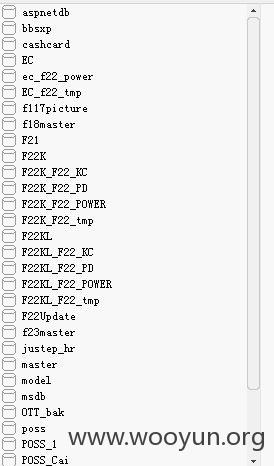 aspnetdb
bbsxp
cashcard
EC
ec_f22_power
EC_f22_tmp
f117picture
f18master
F21
F22K
F22K_F22_KC
F22K_F22_PD
F22K_F22_POWER
F22K_F22_tmp
F22KL
F22KL_F22_KC
F22KL_F22_PD
F22KL_F22_POWER
F22KL_F22_tmp
F22Update
f23master
justep_hr
master
model
msdb
OTT_bak
poss
POSS_1
POSS_Cai
www.wooyun.org